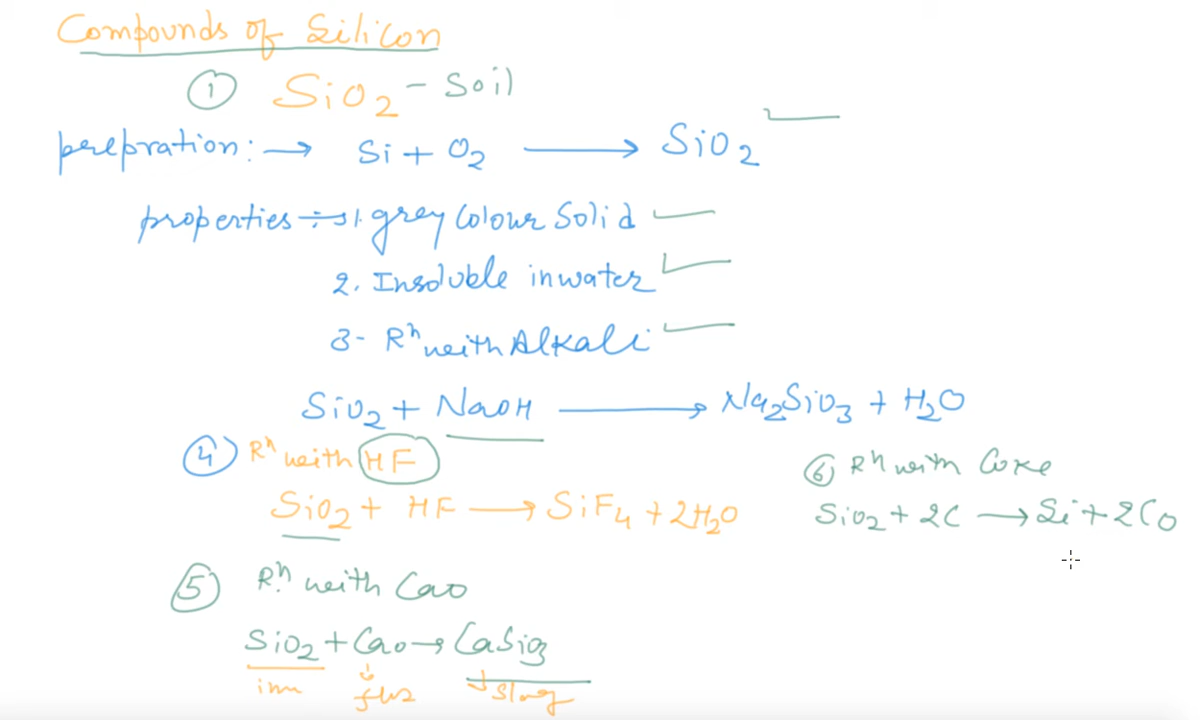 Compounds of Silicon
① SiO2 - Soil
preprration:→ Si + O2 ⟶ SiO2
properties ÷→1. grey Colour Solid
2. Insoluble in water
3- Rⁿ with Alkali
SiO2 + NaOH ⟶ Na2SiO3 + H2O
④ Rⁿ with HF
SiO2 + HF ⟶ SiF4 + 2H2O
⑤ Rⁿ with CaO
SiO2 + CaO → CaSiO3
imu flux slag
⑥ Rⁿ with Coke
SiO2 + 2C ⟶ Si + 2CO